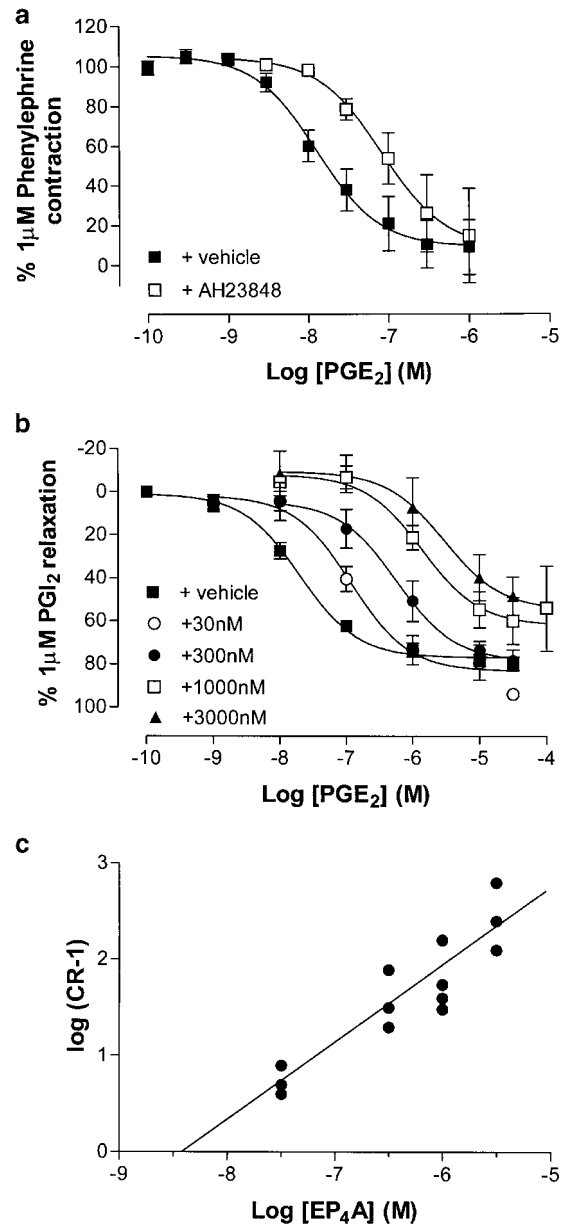 a
% 1µM Phenylephrine
contraction
120
100
80
60
40
20
0
+ vehicle
+ AH23848
-10
-9
-8
-7
-6
-5
Log [PGE₂] (M)
b
% 1µM PGI₂ relaxation
-20
0
20
40
60
80
100
+ vehicle
+30nM
+300nM
+1000nM
+3000nM
-10
-9
-8
-7
-6
-5
-4
Log [PGE₂] (M)
c
log (CR-1)
3
2
1
0
-9
-8
-7
-6
-5
Log [EP₄A] (M)